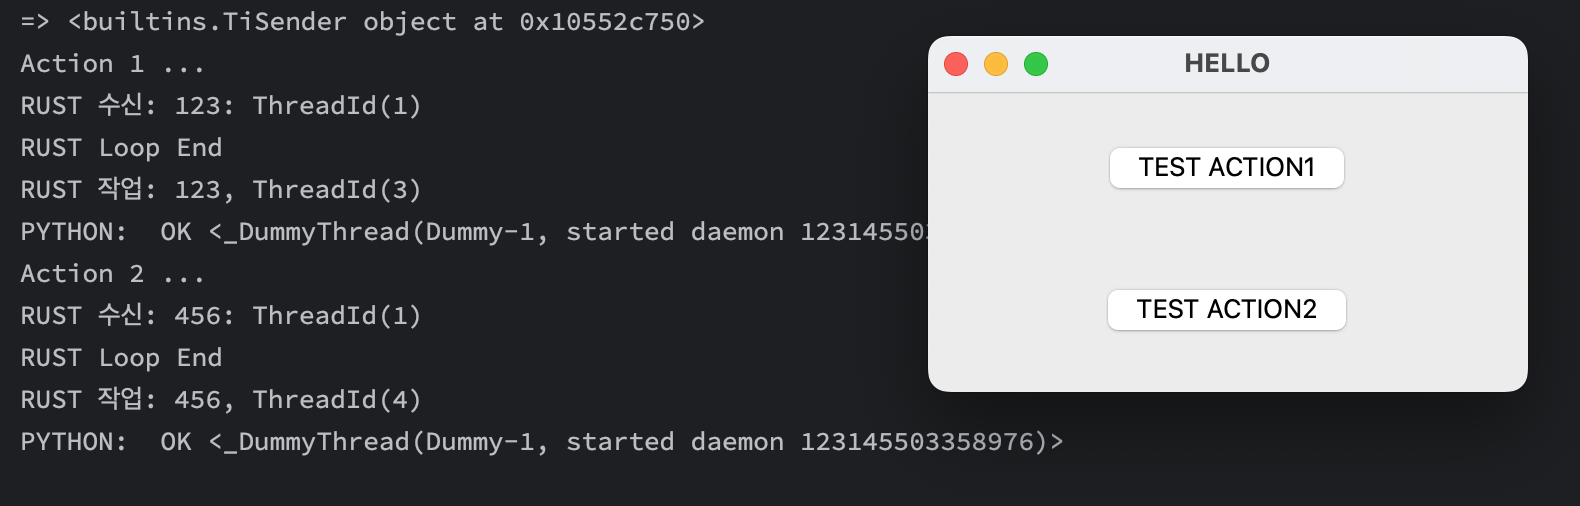 => <builtins.TiSender object at 0x10552c750>
Action 1 ...
RUST 수신: 123: ThreadId(1)
RUST Loop End
RUST 작업: 123, ThreadId(3)
PYTHON:  OK <_DummyThread(Dummy-1, started daemon 123145503
Action 2 ...
RUST 수신: 456: ThreadId(1)
RUST Loop End
RUST 작업: 456, ThreadId(4)
PYTHON:  OK <_DummyThread(Dummy-1, started daemon 123145503358976)>
HELLO
TEST ACTION1
TEST ACTION2